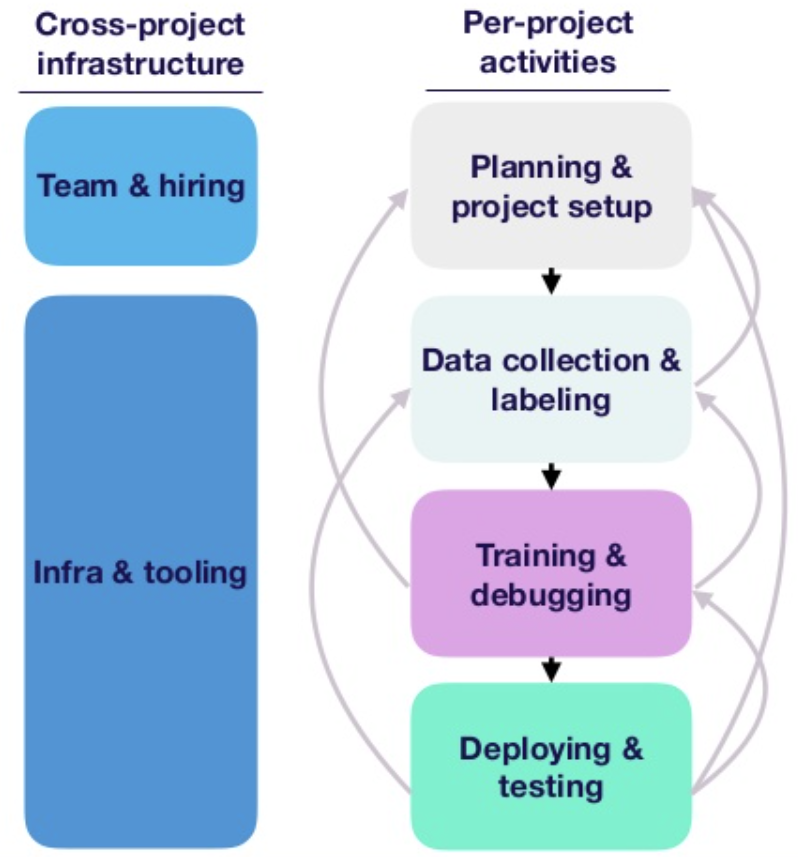 Cross-project
infrastructure
Team & hiring
Infra & tooling
Per-project
activities
Planning &
project setup
Data collection &
labeling
Training &
debugging
Deploying &
testing